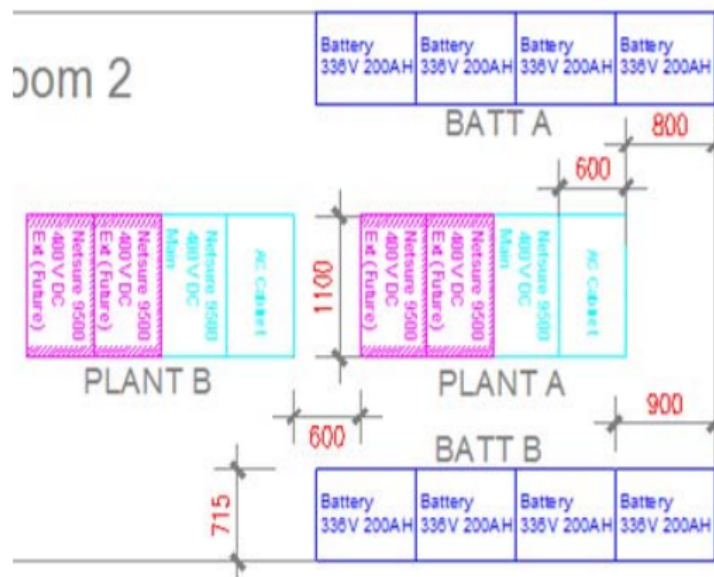 oom 2
Battery
336V 200AH
Battery
336V 200AH
Battery
336V 200AH
Battery
336V 200AH
BATT A
800
600
Netsure 9500
400 V DC
Ext (Future)
Netsure 9500
400 V DC
Ext (Future)
Netsure 9500
400 V DC
Main
AC Cabinet
1100
Netsure 9500
400 V DC
Ext (Future)
Netsure 9500
400 V DC
Ext (Future)
Netsure 9500
400 V DC
Main
AC Cabinet
PLANT B
PLANT A
600
900
BATT B
715
Battery
336V 200AH
Battery
336V 200AH
Battery
336V 200AH
Battery
336V 200AH